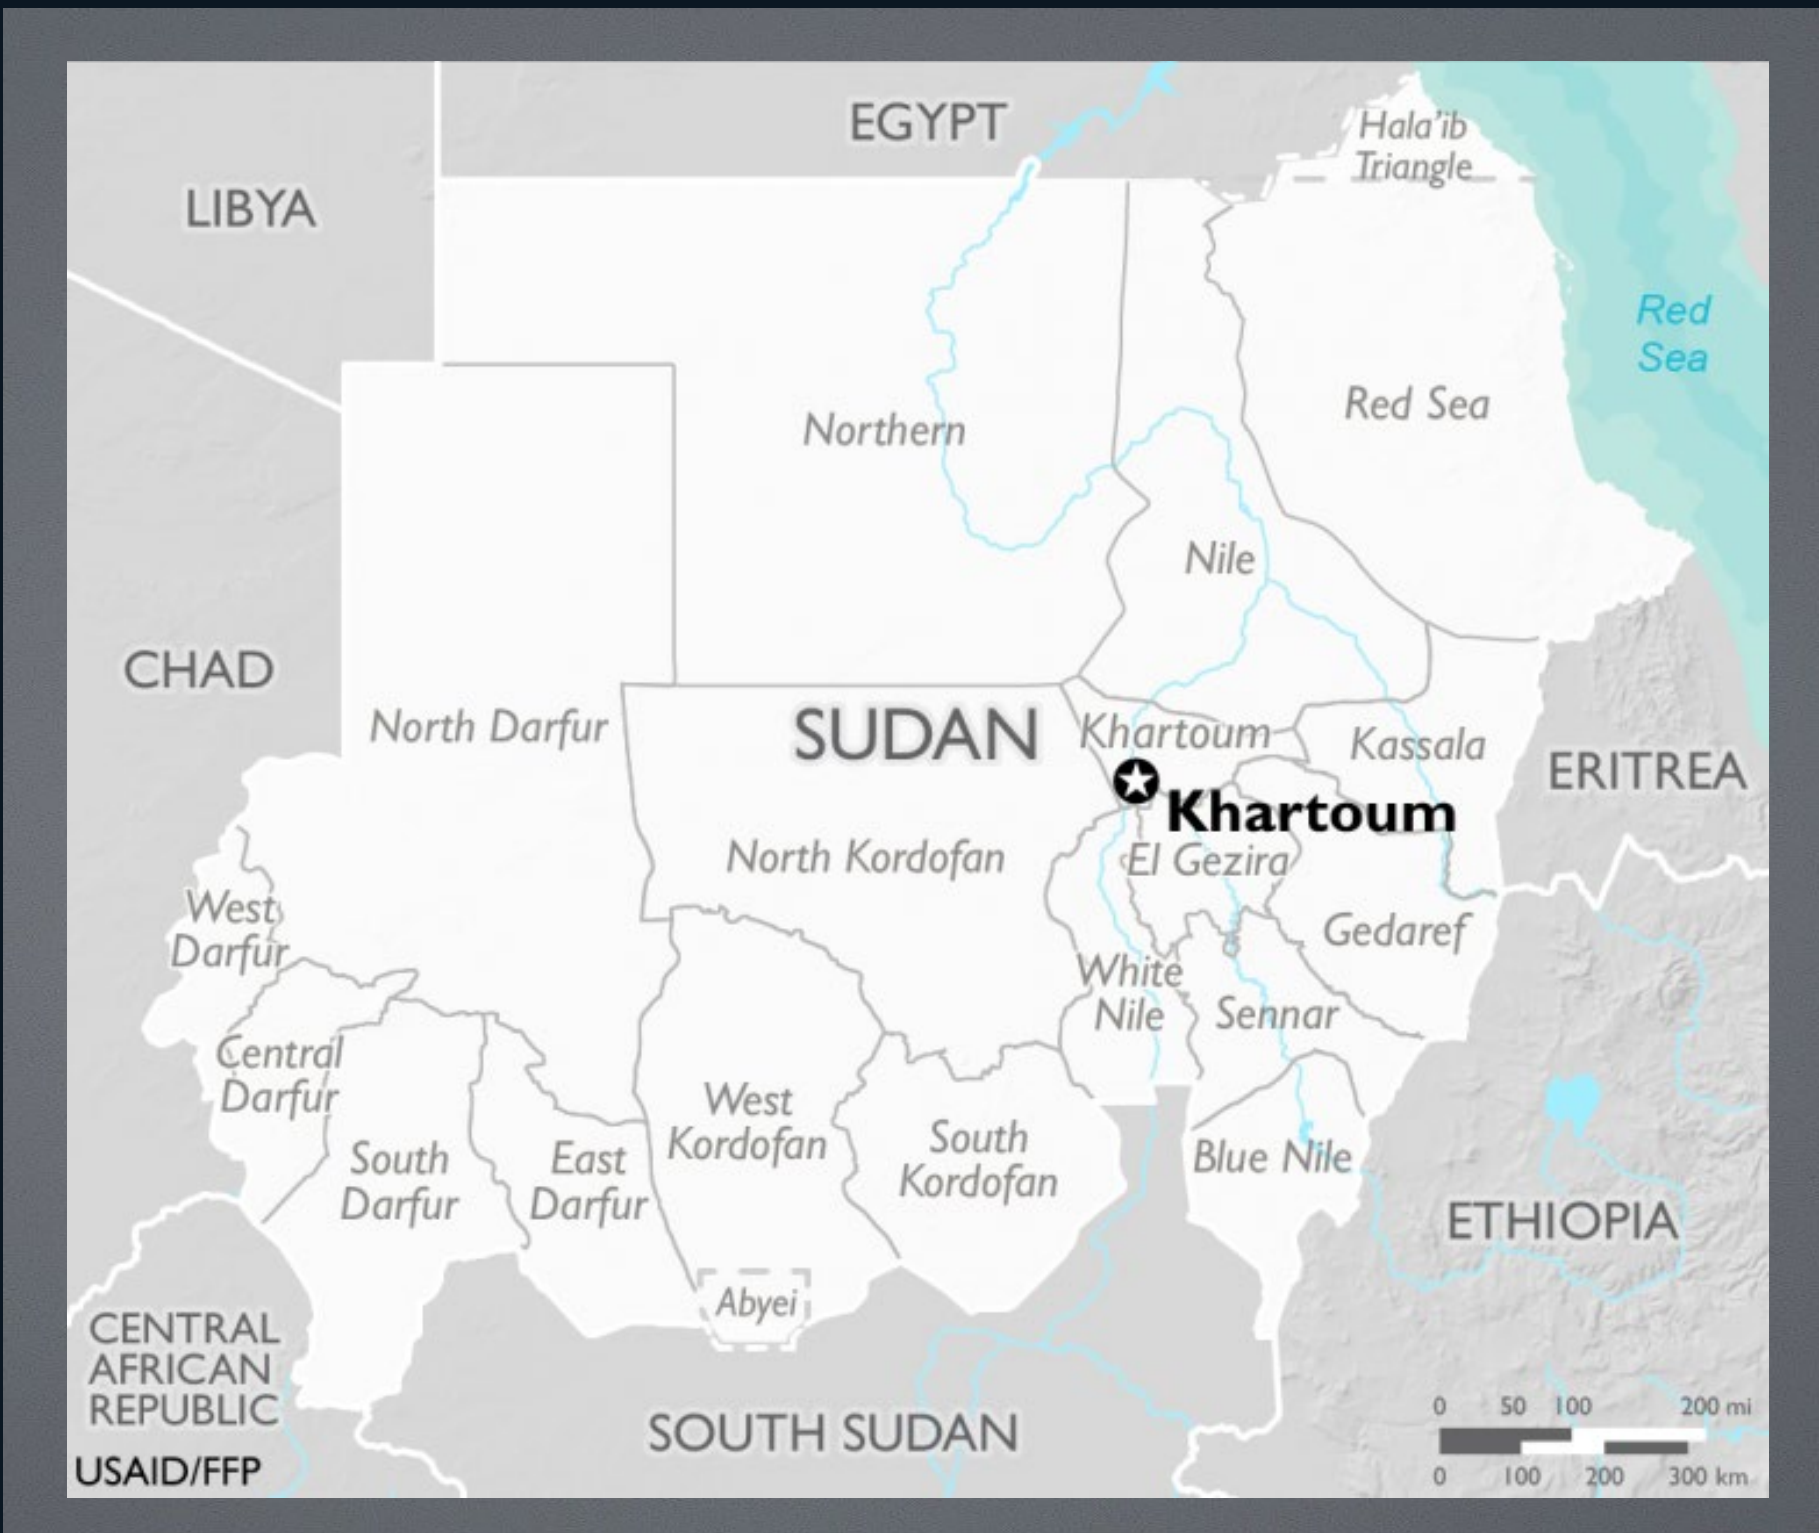 EGYPT
Hala'ib
Triangle
LIBYA
Red
Sea
Red Sea
Northern
Nile
CHAD
North Darfur
SUDAN
Khartoum
Kassala
ERITREA
Khartoum
North Kordofan
El Gezira
West
Darfur
Gedaref
White
Nile
Sennar
Central
Darfur
West
Kordofan
South
Kordofan
Blue Nile
South
Darfur
East
Darfur
ETHIOPIA
Abyei
CENTRAL
AFRICAN
REPUBLIC
SOUTH SUDAN
0 50 100 200 mi
0 100 200 300 km
USAID/FFP